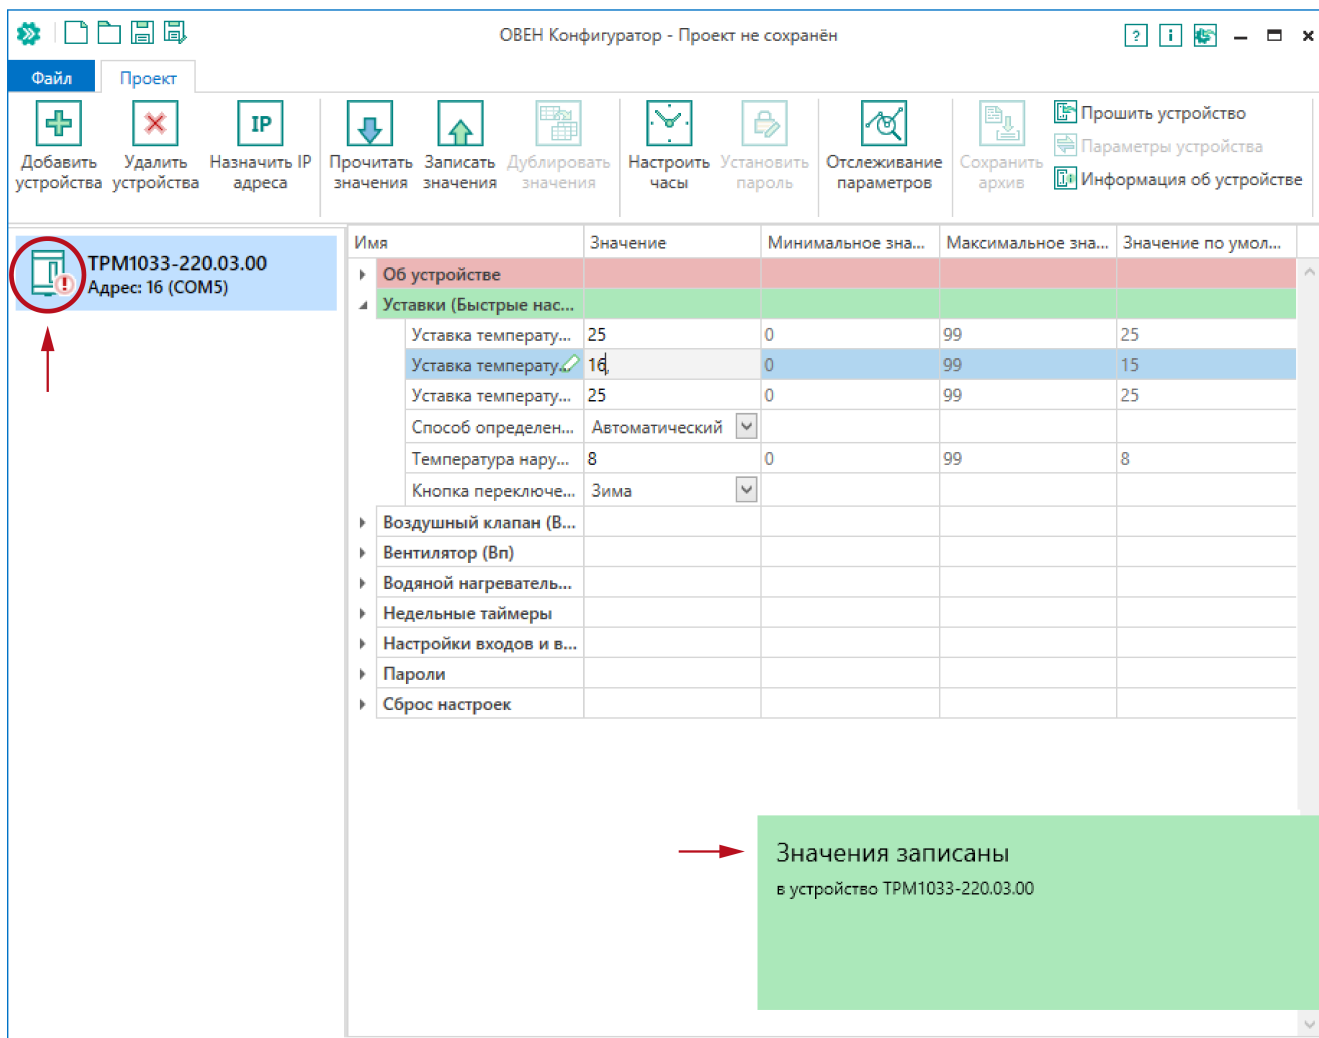 ОВЕН Конфигуратор - Проект не сохранён
Файл
Проект
Добавить устройства
Удалить устройства
Назначить IP адреса
Прочитать значения
Записать значения
Дублировать значения
Настроить часы
Установить пароль
Отслеживание параметров
Сохранить архив
Прошить устройство
Параметры устройства
Информация об устройстве
ТРМ1033-220.03.00
Адрес: 16 (COM5)
Имя Значение Минимальное зна... Максимальное зна... Значение по умол...
Об устройстве
Уставки (Быстрые нас...
Уставка температу... 25 0 99 25
Уставка температу... 16, 0 99 15
Уставка температу... 25 0 99 25
Способ определен... Автоматический
Температура нару... 8 0 99 8
Кнопка переключе... Зима
Воздушный клапан (В...
Вентилятор (Вп)
Водяной нагреватель...
Недельные таймеры
Настройки входов и в...
Пароли
Сброс настроек
Значения записаны
в устройство ТРМ1033-220.03.00